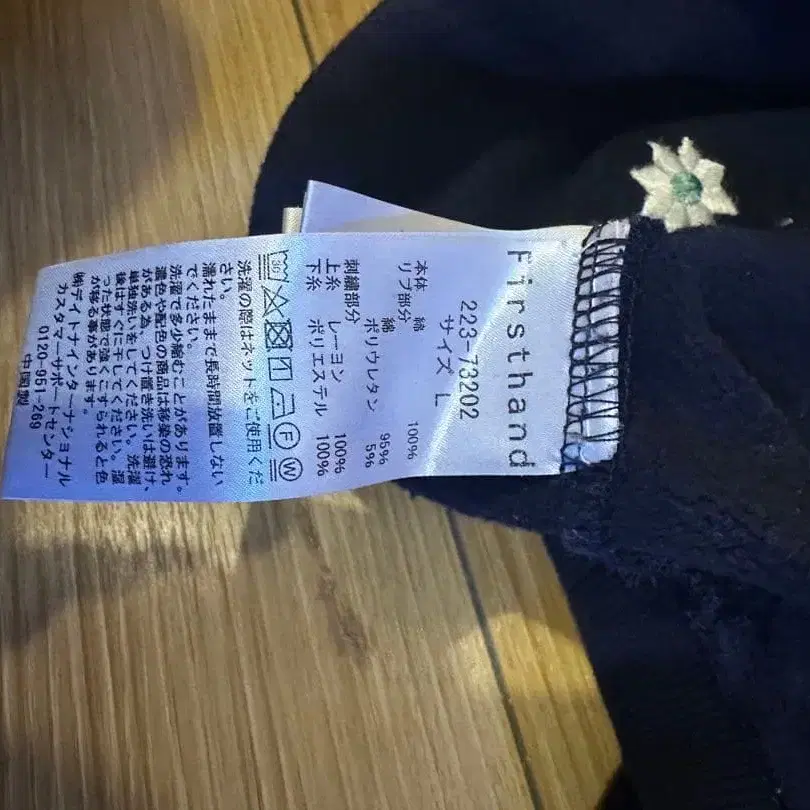 Firsthand
223-73202
サイズ L
本体 綿 100%
リブ部分 綿 95%
ポリウレタン 5%
刺繍部分
上糸 レーヨン 100%
下糸 ポリエステル 100%
洗濯の際はネットをご使用くだ
さい。
濡れたままで長時間放置しない
でください。
洗濯で多少縮むことがあります。
濃色や配色の商品は移染の恐れ
がある為、つけ置き洗いは避け、
単独洗いをしてください。洗濯
後はすぐに干してください。湿
った状態で強くこすられると色
が移る事があります。
㈱デイトナインターナショナル
カスタマーサポートセンター
0120-951-269
中国製